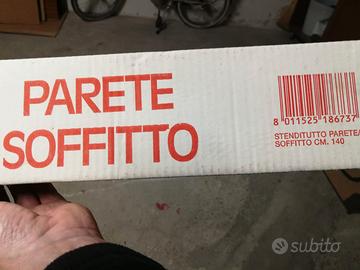 PARETE
SOFFITTO
8 011525 186737
STENDITUTTO PARETE/
SOFFITTO CM. 140
subito